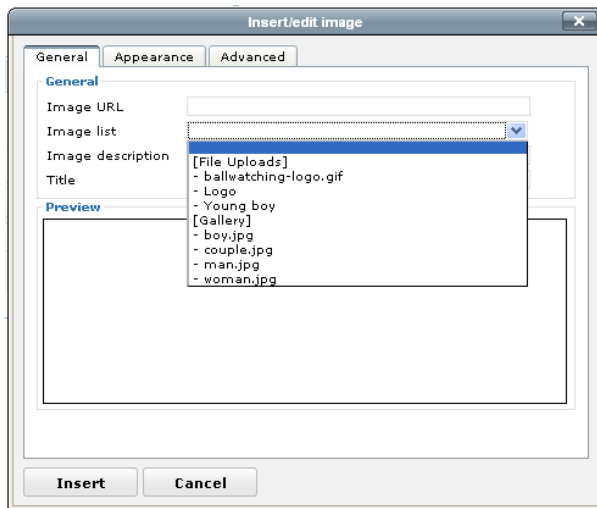 Insert/edit image
General Appearance Advanced
General
Image URL
Image list
Image description
Title
[File Uploads]
- ballwatching-logo.gif
- Logo
- Young boy
[Gallery]
- boy.jpg
- couple.jpg
- man.jpg
- woman.jpg
Preview
Insert Cancel